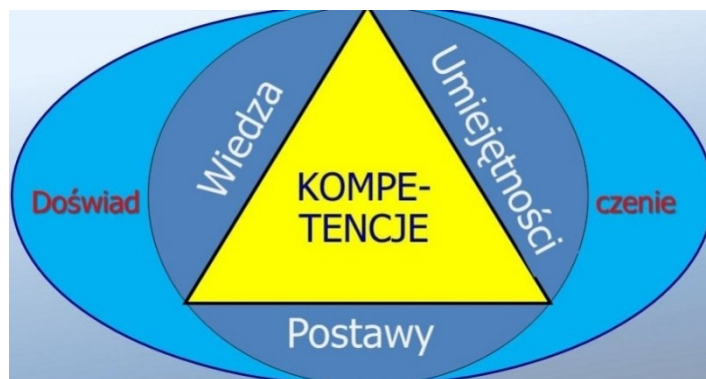 Wiedza
Umiejętności
Doświad
KOMPE-
TENCJE
czenie
Postawy